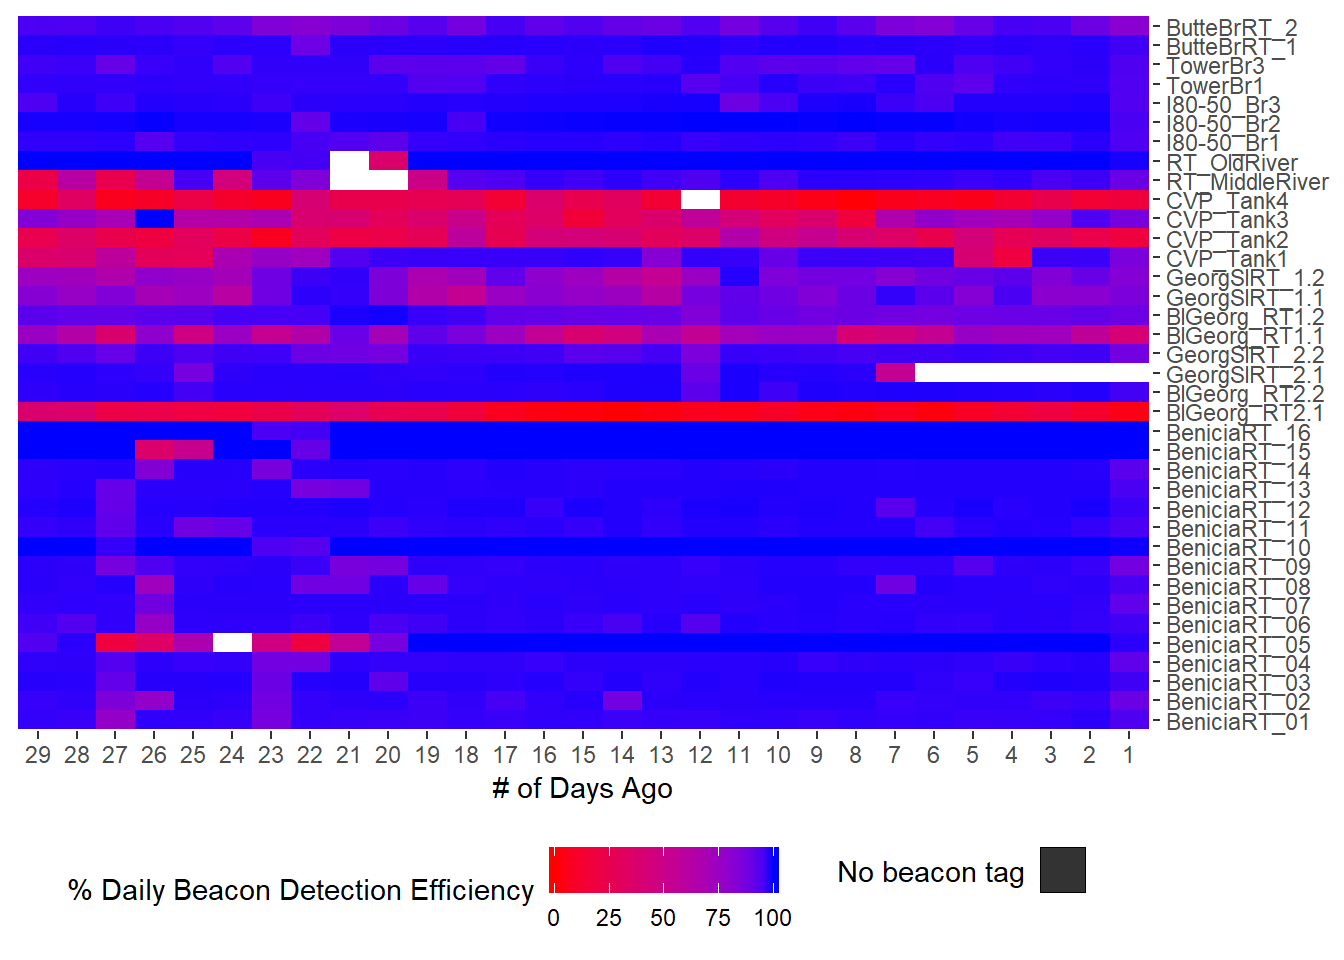 ButteBrRT_2
ButteBrRT_1
TowerBr3
TowerBr1
I80-50_Br3
I80-50_Br2
I80-50_Br1
RT_OldRiver
RT_MiddleRiver
CVP_Tank4
CVP_Tank3
CVP_Tank2
CVP_Tank1
GeorgSlRT_1.2
GeorgSlRT_1.1
BlGeorg_RT1.2
BlGeorg_RT1.1
GeorgSlRT_2.2
GeorgSlRT_2.1
BlGeorg_RT2.2
BlGeorg_RT2.1
BeniciaRT_16
BeniciaRT_15
BeniciaRT_14
BeniciaRT_13
BeniciaRT_12
BeniciaRT_11
BeniciaRT_10
BeniciaRT_09
BeniciaRT_08
BeniciaRT_07
BeniciaRT_06
BeniciaRT_05
BeniciaRT_04
BeniciaRT_03
BeniciaRT_02
BeniciaRT_01
29 28 27 26 25 24 23 22 21 20 19 18 17 16 15 14 13 12 11 10 9 8 7 6 5 4 3 2 1
# of Days Ago
% Daily Beacon Detection Efficiency
0 25 50 75 100
No beacon tag